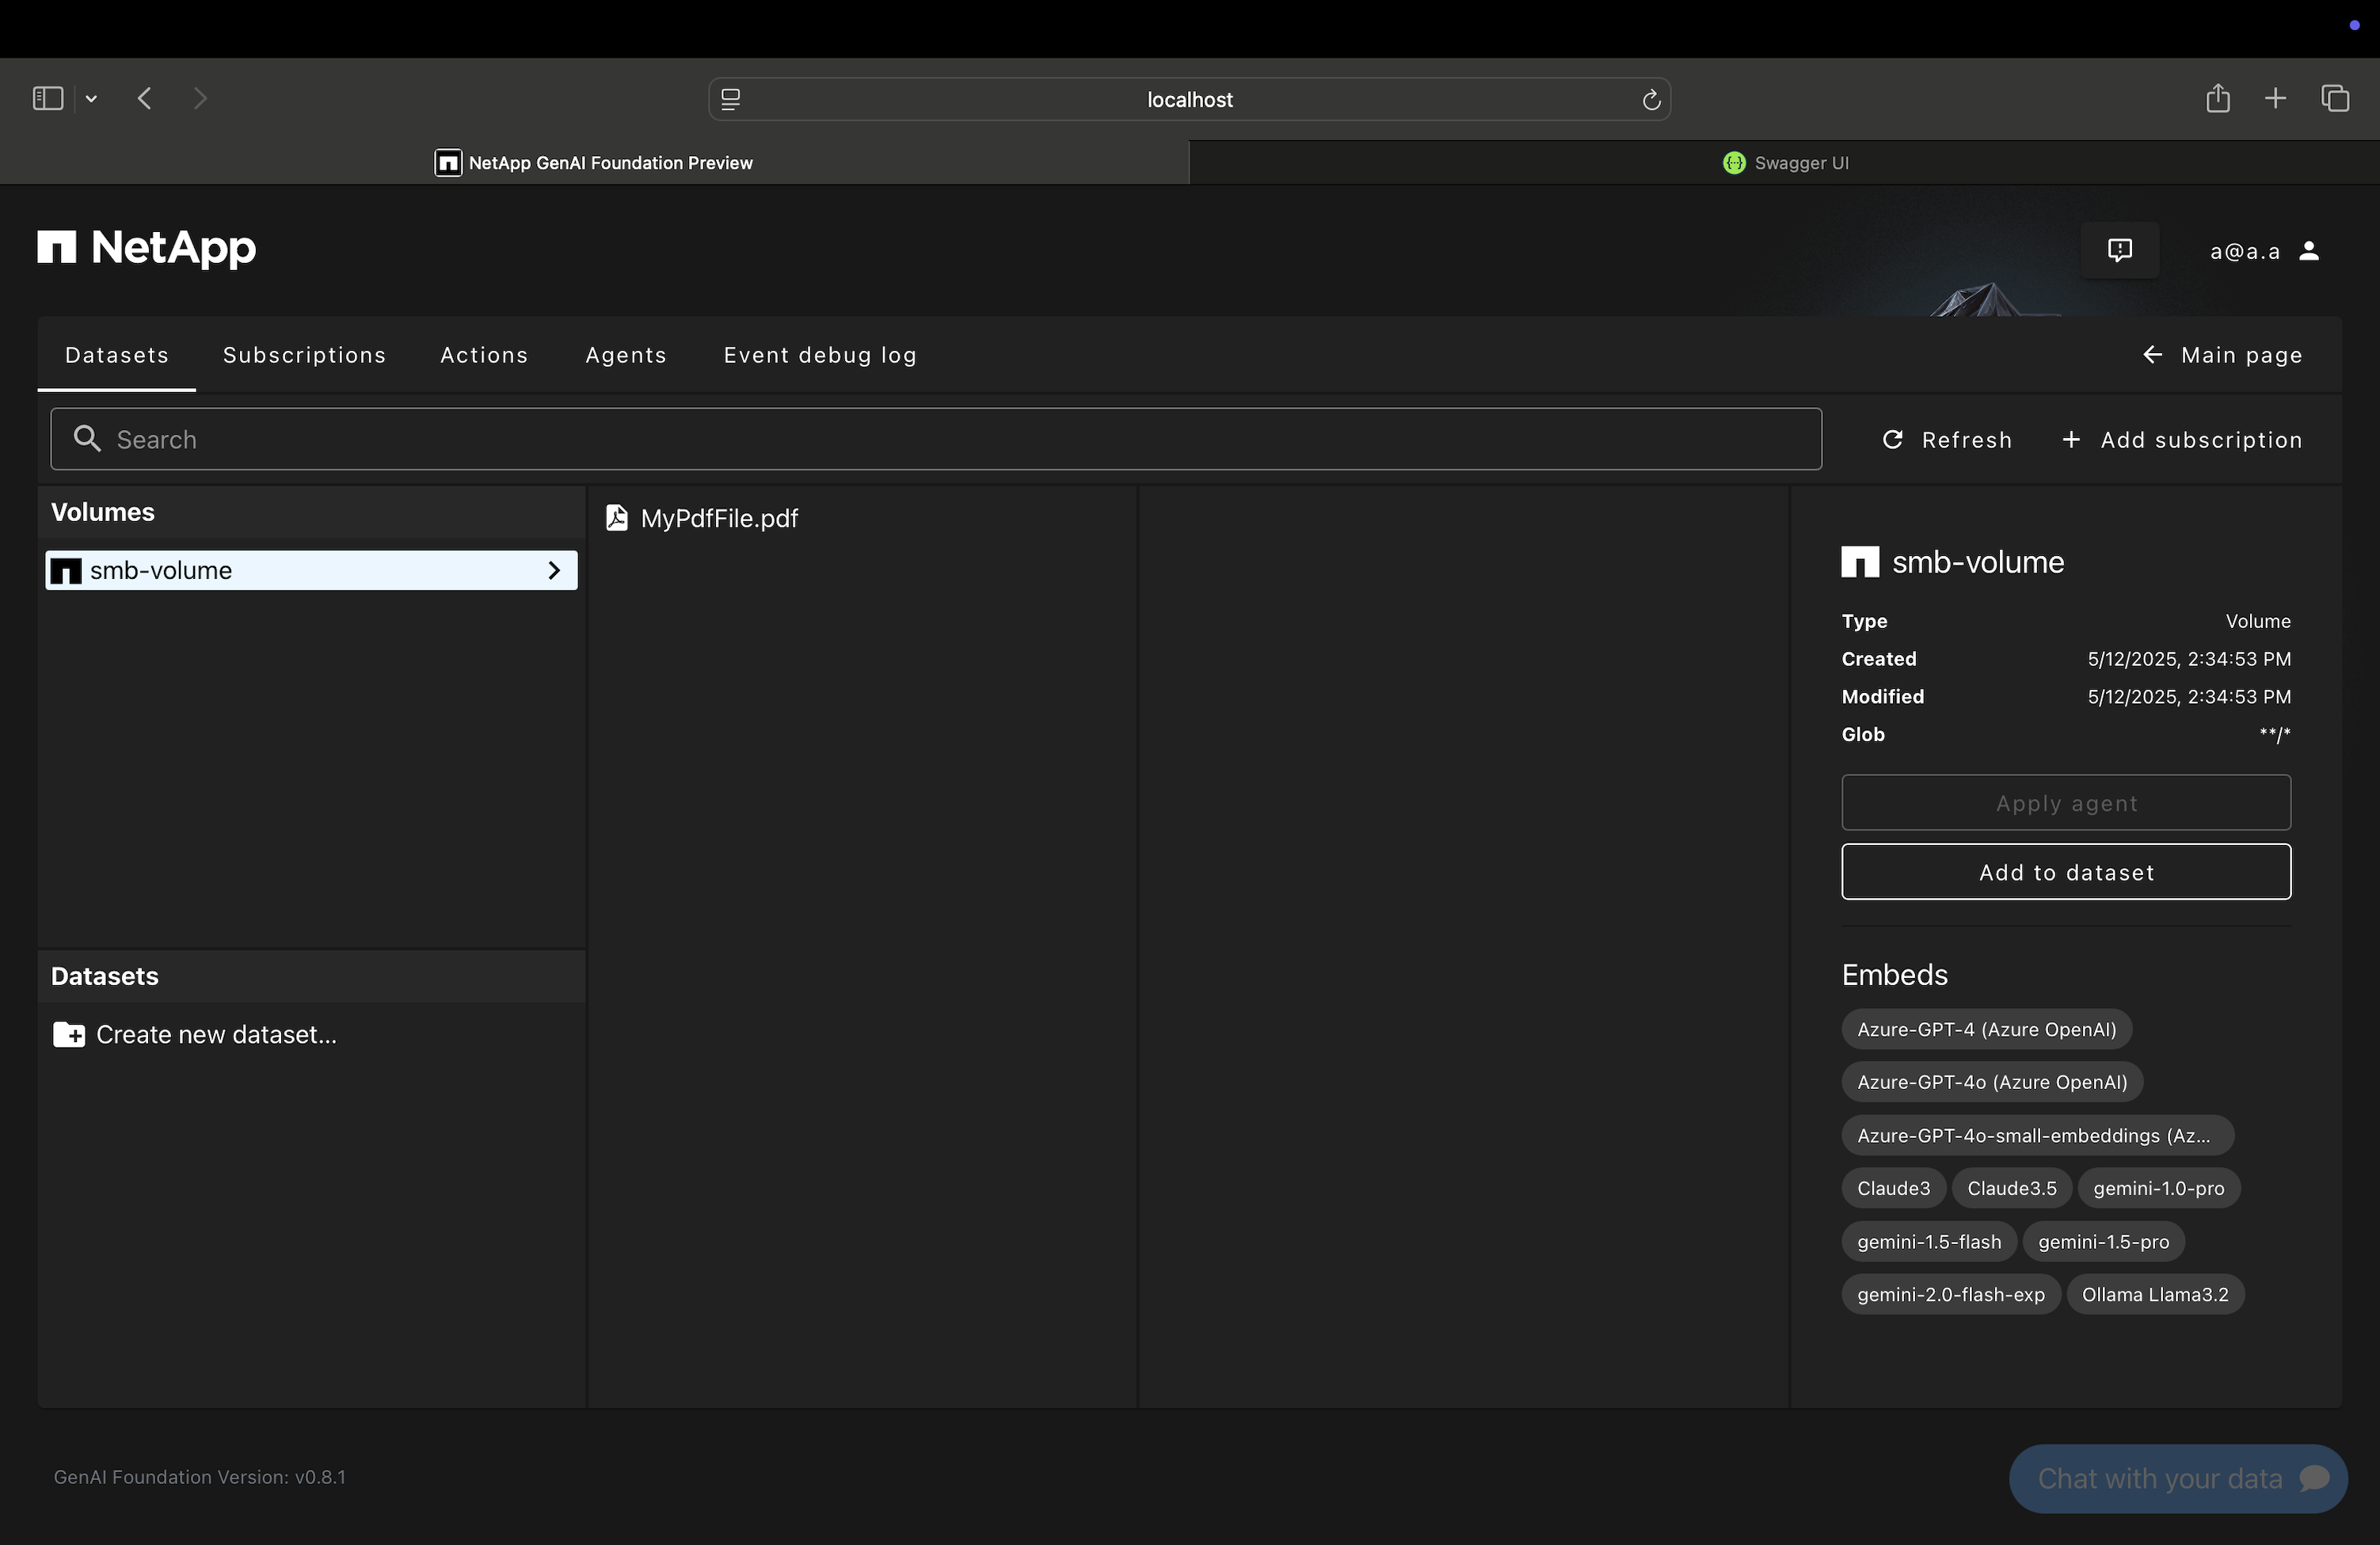 localhost
NetApp GenAI Foundation Preview
Swagger UI
NetApp
a@a.a
Datasets Subscriptions Actions Agents Event debug log
Main page
Search
Refresh
Add subscription
Volumes
smb-volume
MyPdfFile.pdf
Datasets
Create new dataset...
smb-volume
Type Volume
Created 5/12/2025, 2:34:53 PM
Modified 5/12/2025, 2:34:53 PM
Glob **/*
Apply agent
Add to dataset
Embeds
Azure-GPT-4 (Azure OpenAI)
Azure-GPT-4o (Azure OpenAI)
Azure-GPT-4o-small-embeddings (Az...
Claude3 Claude3.5 gemini-1.0-pro
gemini-1.5-flash gemini-1.5-pro
gemini-2.0-flash-exp Ollama Llama3.2
GenAI Foundation Version: v0.8.1
Chat with your data